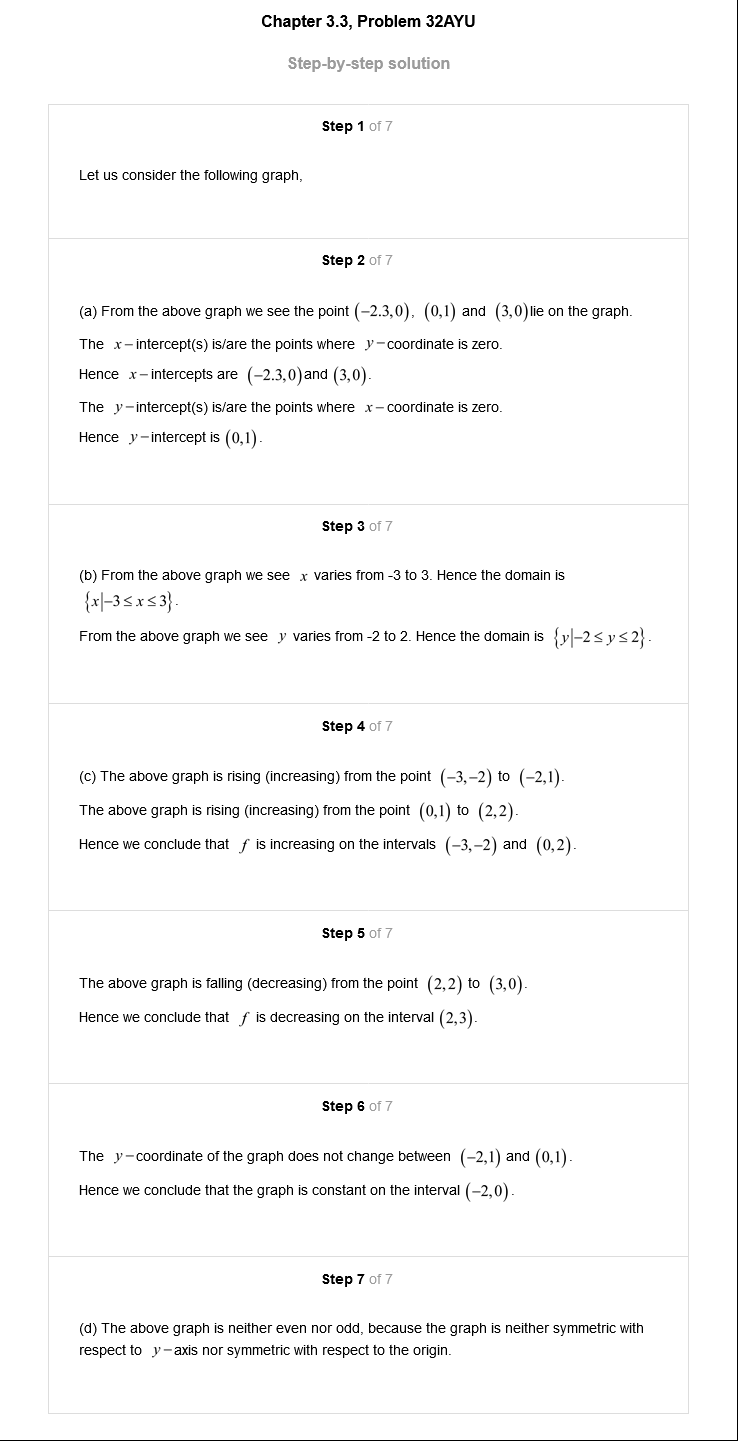 Chapter 3.3, Problem 32AYU
Step-by-step solution
Step 1 of 7
Let us consider the following graph,
Step 2 of 7
(a) From the above graph we see the point (−2.3,0), (0,1) and (3,0)lie on the graph.
The x−intercept(s) is/are the points where y−coordinate is zero.
Hence x−intercepts are (−2.3,0)and (3,0).
The y−intercept(s) is/are the points where x−coordinate is zero.
Hence y−intercept is (0,1).
Step 3 of 7
(b) From the above graph we see x varies from -3 to 3. Hence the domain is
{x|−3≤x≤3}.
From the above graph we see y varies from -2 to 2. Hence the domain is {y|−2≤y≤2}.
Step 4 of 7
(c) The above graph is rising (increasing) from the point (−3,−2) to (−2,1).
The above graph is rising (increasing) from the point (0,1) to (2,2).
Hence we conclude that f is increasing on the intervals (−3,−2) and (0,2).
Step 5 of 7
The above graph is falling (decreasing) from the point (2,2) to (3,0).
Hence we conclude that f is decreasing on the interval (2,3).
Step 6 of 7
The y−coordinate of the graph does not change between (−2,1) and (0,1).
Hence we conclude that the graph is constant on the interval (−2,0).
Step 7 of 7
(d) The above graph is neither even nor odd, because the graph is neither symmetric with
respect to y−axis nor symmetric with respect to the origin.